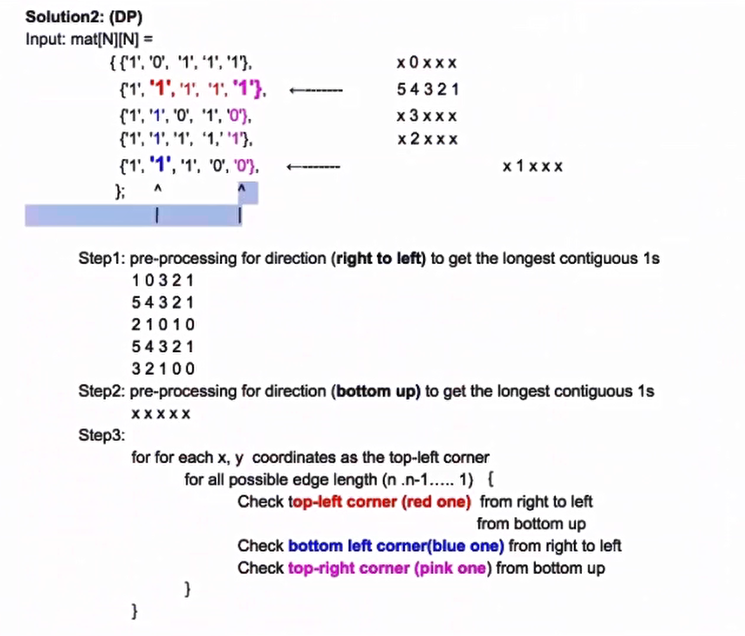 Solution2: (DP)
Input: mat[N][N] =
{ {'1', '0', '1', '1', '1'}, x 0 x x x
{'1', '1', '1', '1', '1'}, <-------- 5 4 3 2 1
{'1', '1', '0', '1', '0'}, x 3 x x x
{'1', '1', '1', '1,' '1'}, x 2 x x x
{'1', '1', '1', '0', '0'}, <-------- x 1 x x x
}; ^ ^
| |
Step1: pre-processing for direction (right to left) to get the longest contiguous 1s
1 0 3 2 1
5 4 3 2 1
2 1 0 1 0
5 4 3 2 1
3 2 1 0 0
Step2: pre-processing for direction (bottom up) to get the longest contiguous 1s
x x x x x
Step3:
for for each x, y coordinates as the top-left corner
for all possible edge length (n .n-1..... 1) {
Check top-left corner (red one) from right to left
from bottom up
Check bottom left corner(blue one) from right to left
Check top-right corner (pink one) from bottom up
}
}